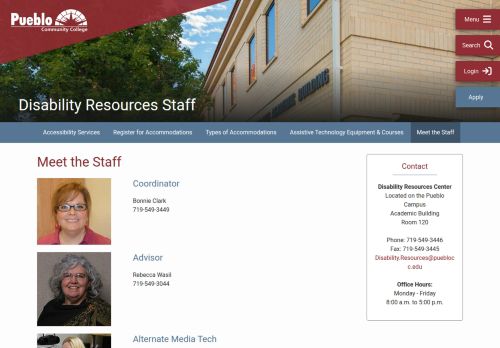 Pueblo
Community College
Menu
Search
Login
Apply
ACADEMIC BUILDING
Disability Resources Staff
Accessibility Services
Register for Accommodations
Types of Accommodations
Assistive Technology Equipment & Courses
Meet the Staff
Meet the Staff
Coordinator
Bonnie Clark
719-549-3449
Advisor
Rebecca Wasil
719-549-3044
Alternate Media Tech
Contact
Disability Resources Center
Located on the Pueblo
Campus
Academic Building
Room 120
Phone: 719-549-3446
Fax: 719-549-3445
Disability.Resources@puebloc
c.edu
Office Hours:
Monday - Friday
8:00 a.m. to 5:00 p.m.